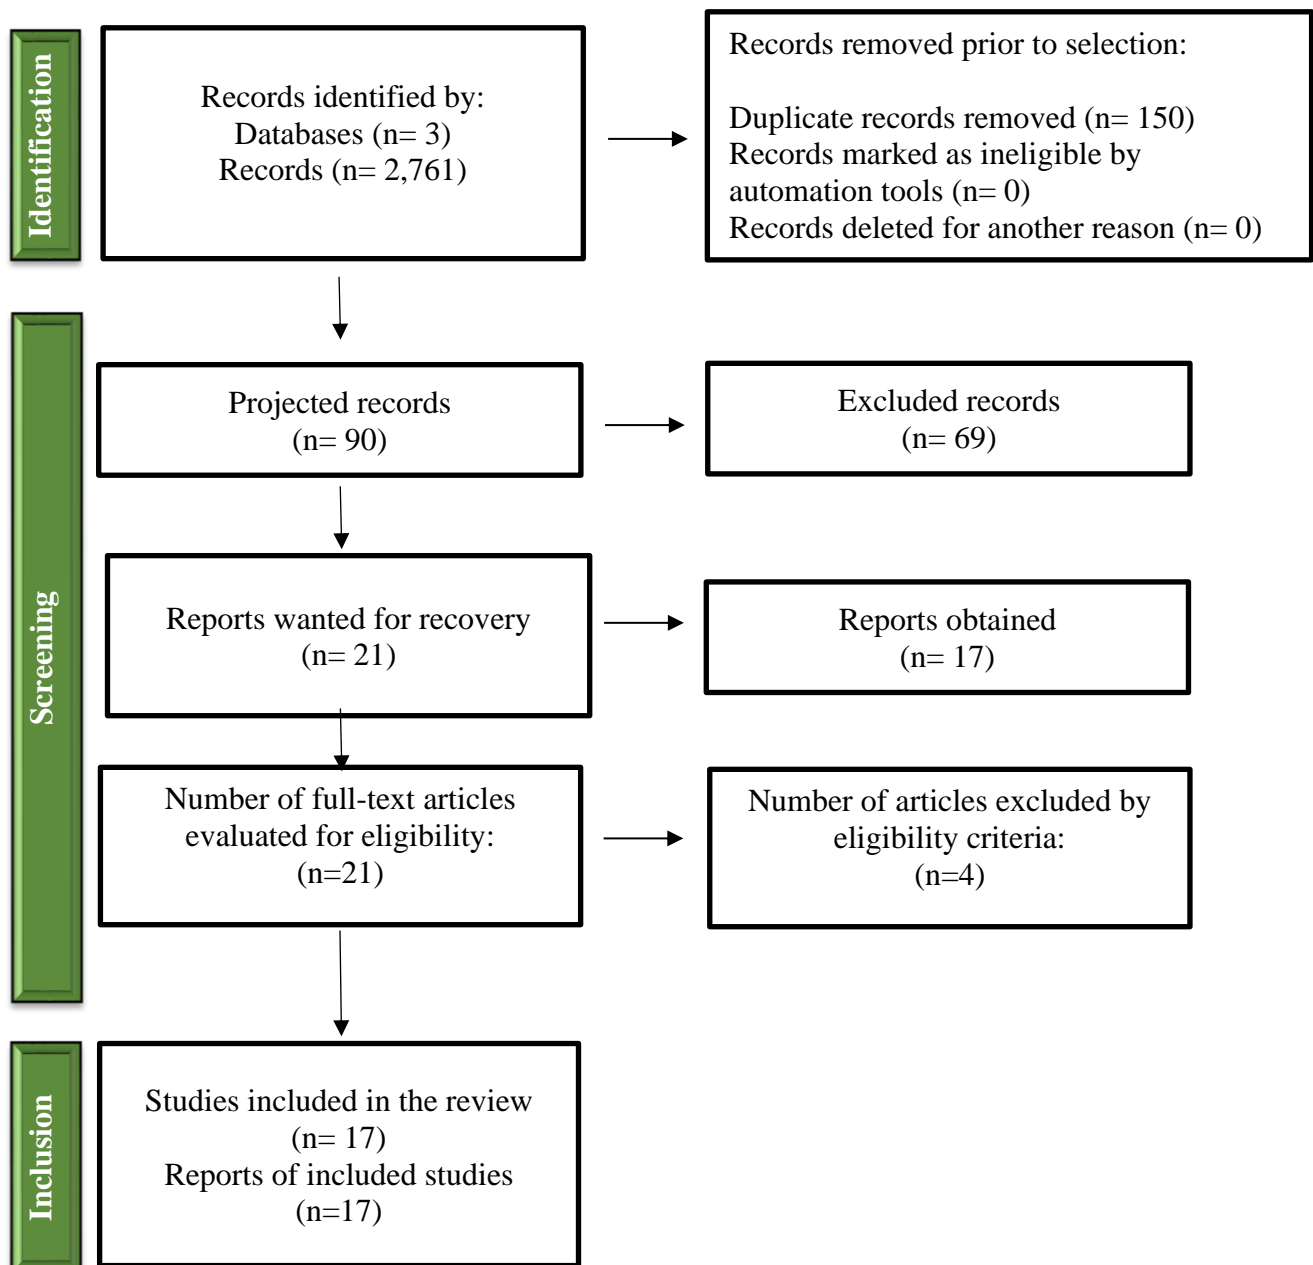 Identification
Records identified by:
Databases (n= 3)
Records (n= 2,761)
Records removed prior to selection:
Duplicate records removed (n= 150)
Records marked as ineligible by
automation tools (n= 0)
Records deleted for another reason (n= 0)
Screening
Projected records
(n= 90)
Excluded records
(n= 69)
Reports wanted for recovery
(n= 21)
Reports obtained
(n= 17)
Number of full-text articles
evaluated for eligibility:
(n=21)
Number of articles excluded by
eligibility criteria:
(n=4)
Inclusion
Studies included in the review
(n= 17)
Reports of included studies
(n=17)